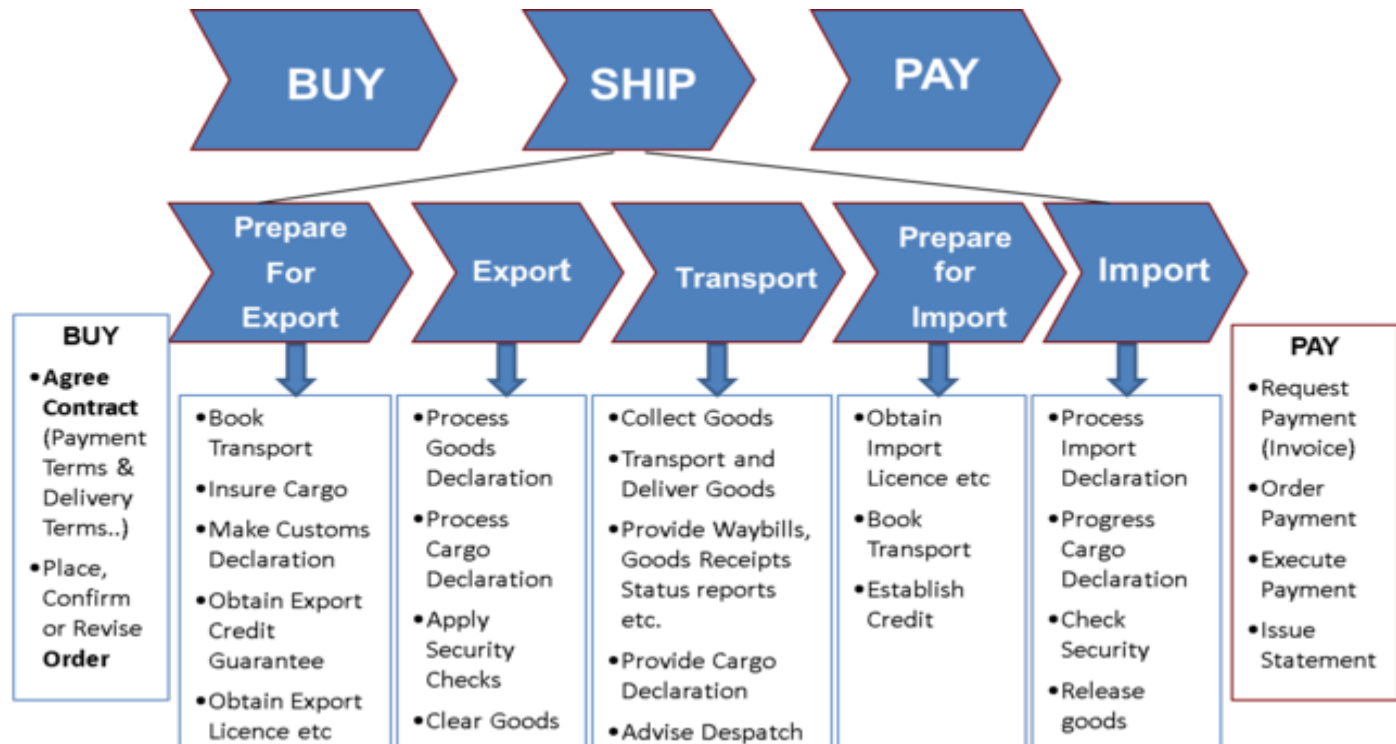 BUY
SHIP
PAY
Prepare
For
Export
Export
Transport
Prepare
for
Import
Import
BUY
•Agree
Contract
(Payment
Terms &
Delivery
Terms..)
•Place,
Confirm
or Revise
Order
•Book
Transport
•Insure Cargo
•Make Customs
Declaration
•Obtain Export
Credit
Guarantee
•Obtain Export
Licence etc
•Process
Goods
Declaration
•Process
Cargo
Declaration
•Apply
Security
Checks
•Clear Goods
•Collect Goods
•Transport and
Deliver Goods
•Provide Waybills,
Goods Receipts
Status reports
etc.
•Provide Cargo
Declaration
•Advise Despatch
•Obtain
Import
Licence etc
•Book
Transport
•Establish
Credit
•Process
Import
Declaration
•Progress
Cargo
Declaration
•Check
Security
•Release
goods
PAY
•Request
Payment
(Invoice)
•Order
Payment
•Execute
Payment
•Issue
Statement